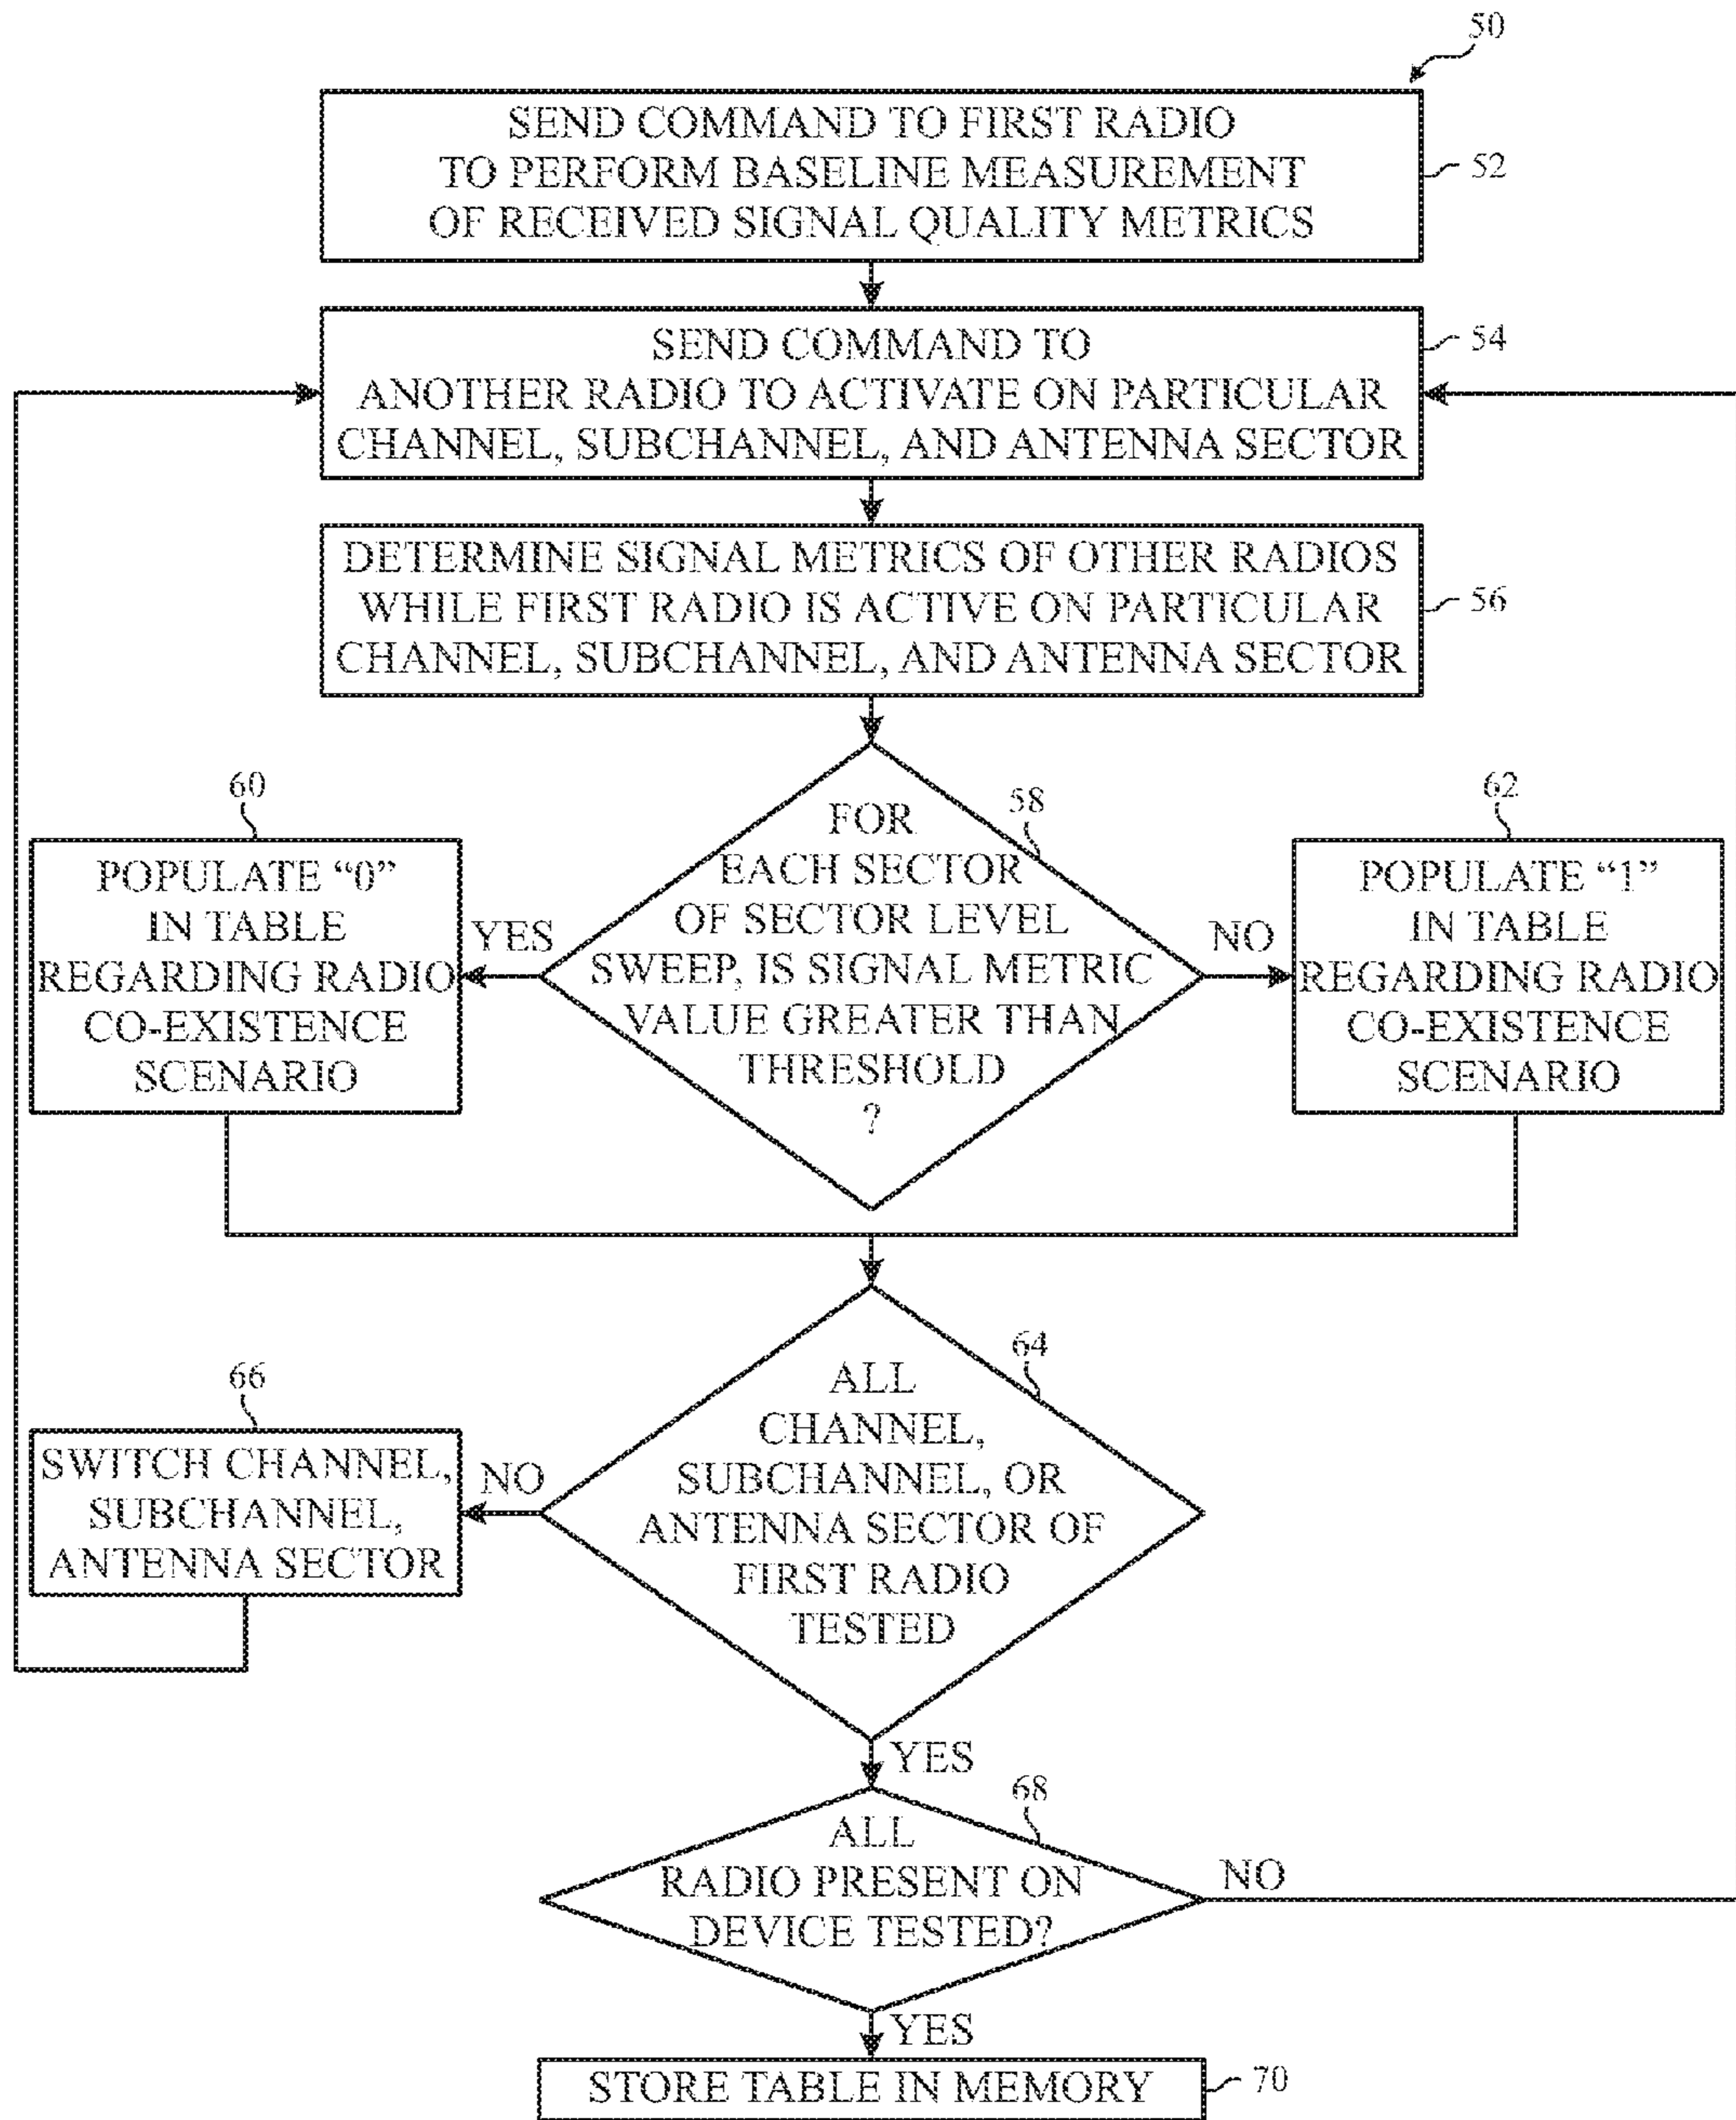 50
SEND COMMAND TO FIRST RADIO
TO PERFORM BASELINE MEASUREMENT
OF RECEIVED SIGNAL QUALITY METRICS
52
SEND COMMAND TO
ANOTHER RADIO TO ACTIVATE ON PARTICULAR
CHANNEL, SUBCHANNEL, AND ANTENNA SECTOR
54
DETERMINE SIGNAL METRICS OF OTHER RADIOS
WHILE FIRST RADIO IS ACTIVE ON PARTICULAR
CHANNEL, SUBCHANNEL, AND ANTENNA SECTOR
56
60
POPULATE “0”
IN TABLE
REGARDING RADIO
CO-EXISTENCE
SCENARIO
YES
58
FOR
EACH SECTOR
OF SECTOR LEVEL
SWEEP, IS SIGNAL METRIC
VALUE GREATER THAN
THRESHOLD
?
NO
62
POPULATE “1”
IN TABLE
REGARDING RADIO
CO-EXISTENCE
SCENARIO
64
ALL
CHANNEL,
SUBCHANNEL, OR
ANTENNA SECTOR OF
FIRST RADIO
TESTED
NO
66
SWITCH CHANNEL,
SUBCHANNEL,
ANTENNA SECTOR
YES
68
ALL
RADIO PRESENT ON
DEVICE TESTED?
NO
YES
STORE TABLE IN MEMORY
70